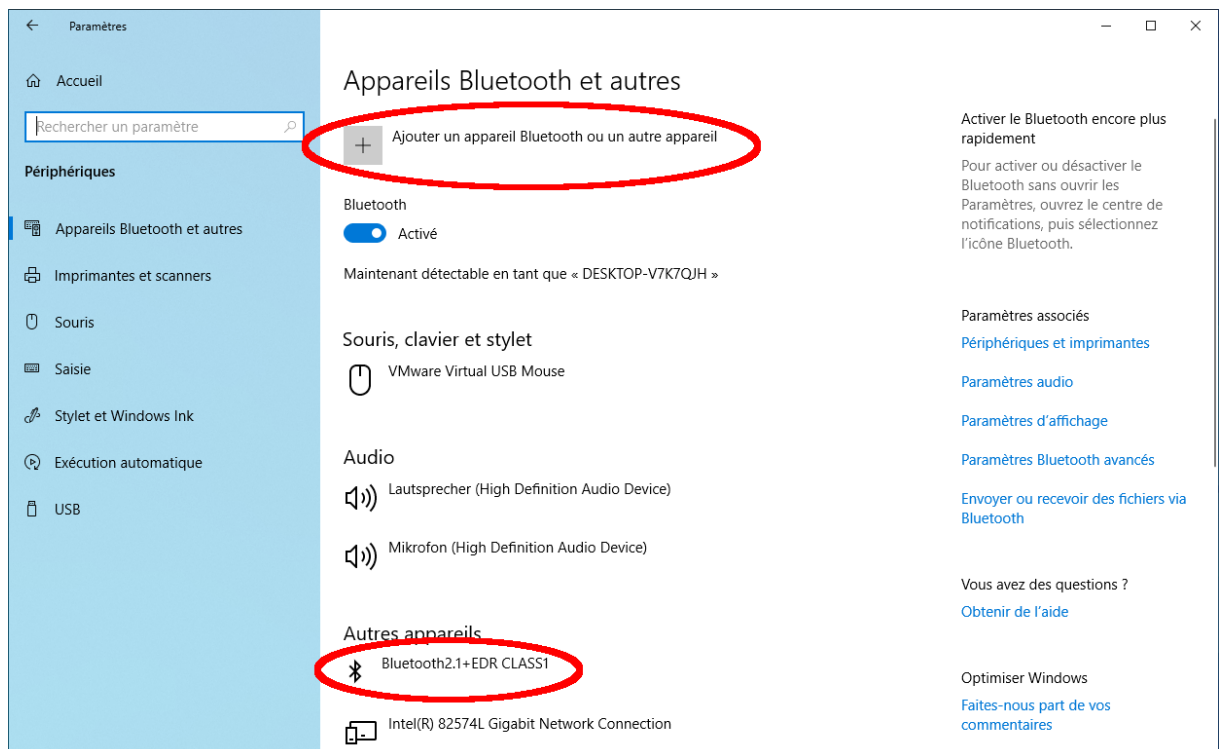 Paramètres
Accueil
Rechercher un paramètre
Périphériques
Appareils Bluetooth et autres
Imprimantes et scanners
Souris
Saisie
Stylet et Windows Ink
Exécution automatique
USB
Appareils Bluetooth et autres
Ajouter un appareil Bluetooth ou un autre appareil
Bluetooth
Activé
Maintenant détectable en tant que « DESKTOP-V7K7QJH »
Souris, clavier et stylet
VMware Virtual USB Mouse
Audio
Lautsprecher (High Definition Audio Device)
Mikrofon (High Definition Audio Device)
Autres appareils
Bluetooth2.1+EDR CLASS1
Intel(R) 82574L Gigabit Network Connection
Activer le Bluetooth encore plus
rapidement
Pour activer ou désactiver le
Bluetooth sans ouvrir les
Paramètres, ouvrez le centre de
notifications, puis sélectionnez
l’icône Bluetooth.
Paramètres associés
Périphériques et imprimantes
Paramètres audio
Paramètres d’affichage
Paramètres Bluetooth avancés
Envoyer ou recevoir des fichiers via
Bluetooth
Vous avez des questions ?
Obtenir de l’aide
Optimiser Windows
Faites-nous part de vos
commentaires